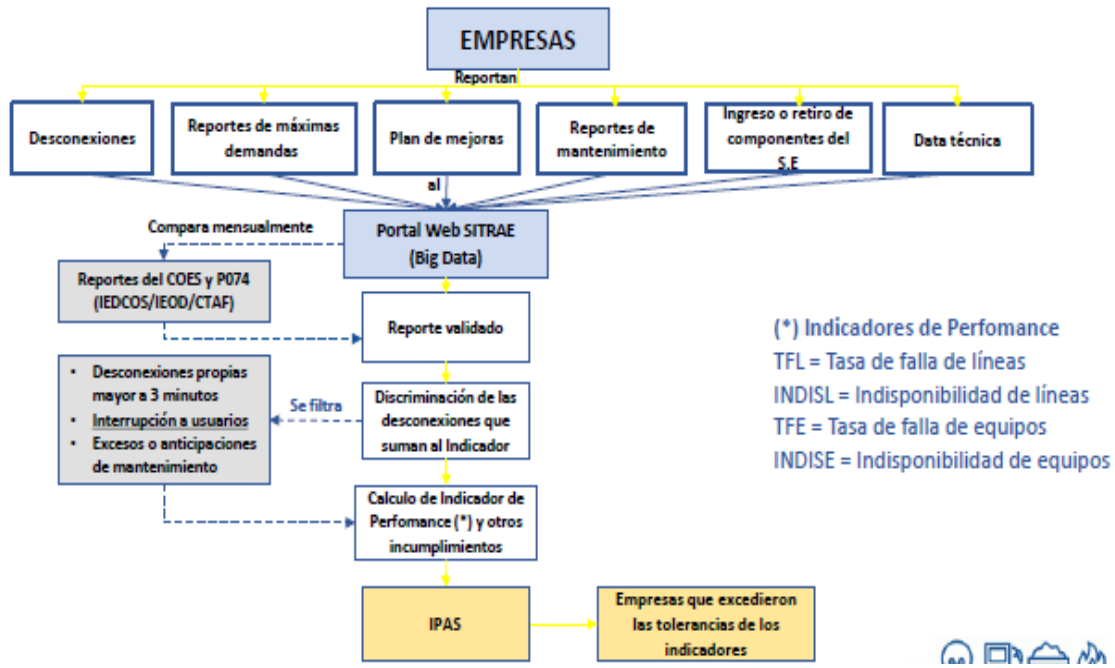 EMPRESAS
Reportan
Desconexiones
Reportes de máximas
demandas
Plan de mejoras
Reportes de
mantenimiento
Ingreso o retiro de
componentes del
S.E
Data técnica
al
Compara mensualmente
Portal Web SITRAE
(Big Data)
Reportes del COES y P074
(IEDCOS/IEOD/CTAF)
Reporte validado
• Desconexiones propias
mayor a 3 minutos
• Interrupción a usuarios
• Excesos o anticipaciones
de mantenimiento
Se filtra
Discriminación de las
desconexiones que
suman al Indicador
Calculo de Indicador de
Perfomance (*) y otros
incumplimientos
IPAS
Empresas que excedieron
las tolerancias de los
indicadores
(*) Indicadores de Perfomance
TFL = Tasa de falla de líneas
INDISL = Indisponibilidad de líneas
TFE = Tasa de falla de equipos
INDISE = Indisponibilidad de equipos